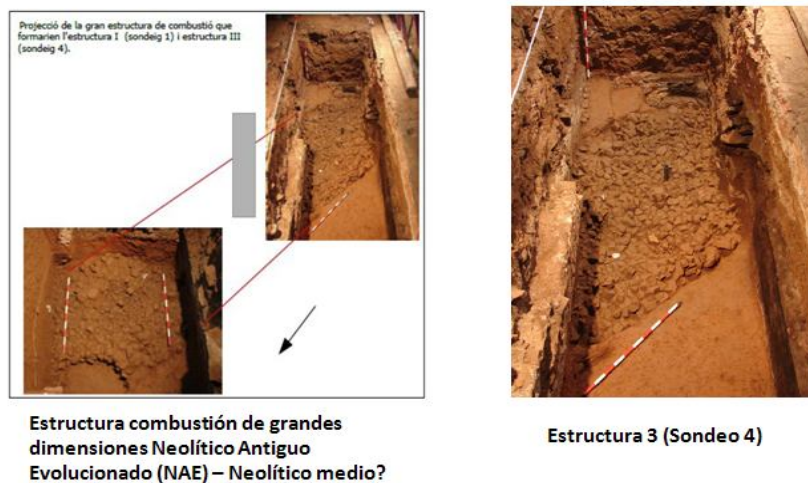 Projecció de la gran estructura de combustió que
formarien l'estructura I (sondeig 1) i estructura III
(sondeig 4).
Estructura combustión de grandes
dimensiones Neolítico Antiguo
Evolucionado (NAE) – Neolítico medio?
Estructura 3 (Sondeo 4)